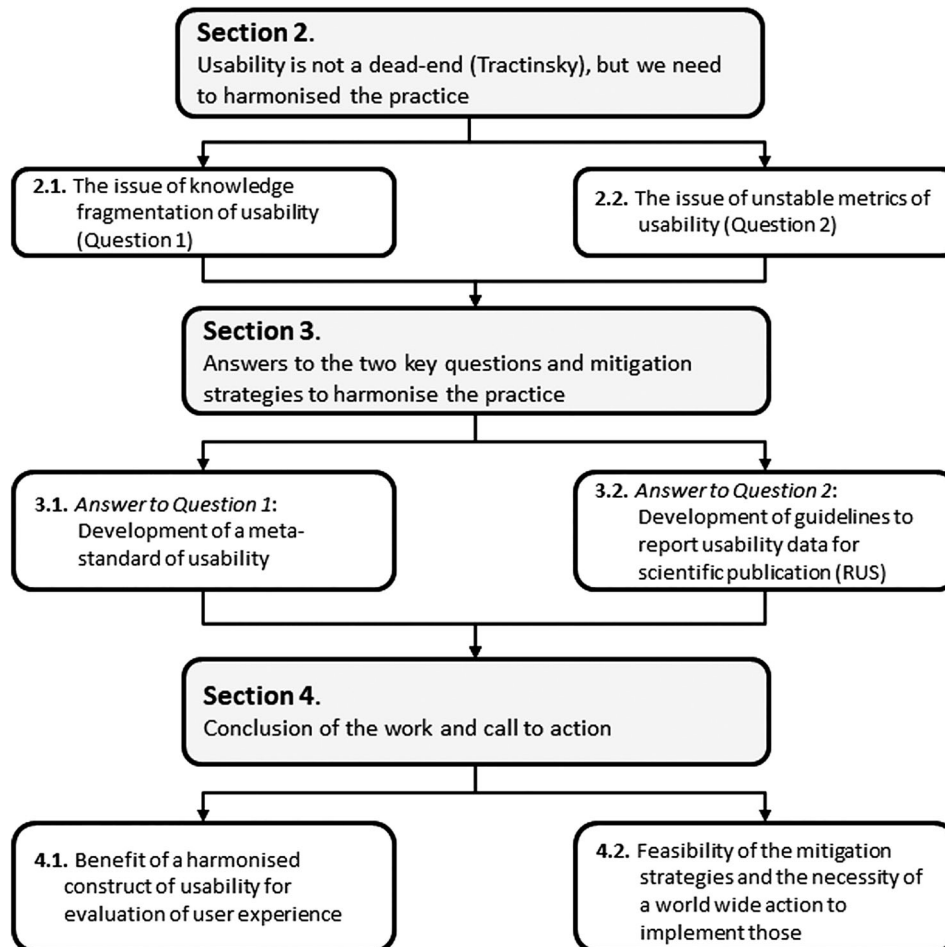 Section 2.
Usability is not a dead-end (Tractinsky), but we need
to harmonised the practice
2.1. The issue of knowledge
fragmentation of usability
(Question 1)
2.2. The issue of unstable metrics of
usability (Question 2)
Section 3.
Answers to the two key questions and mitigation
strategies to harmonise the practice
3.1. Answer to Question 1:
Development of a meta-
standard of usability
3.2. Answer to Question 2:
Development of guidelines to
report usability data for
scientific publication (RUS)
Section 4.
Conclusion of the work and call to action
4.1. Benefit of a harmonised
construct of usability for
evaluation of user experience
4.2. Feasibility of the mitigation
strategies and the necessity of
a world wide action to
implement those